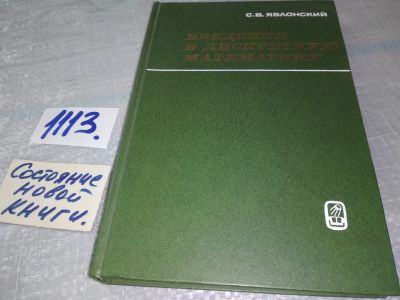 С.В. ЯБЛОНСКИЙ
ВВЕДЕНИЕ
В ДИСКРЕТНУЮ
МАТЕМАТИКУ
1113.
Состояние
новой
книги.